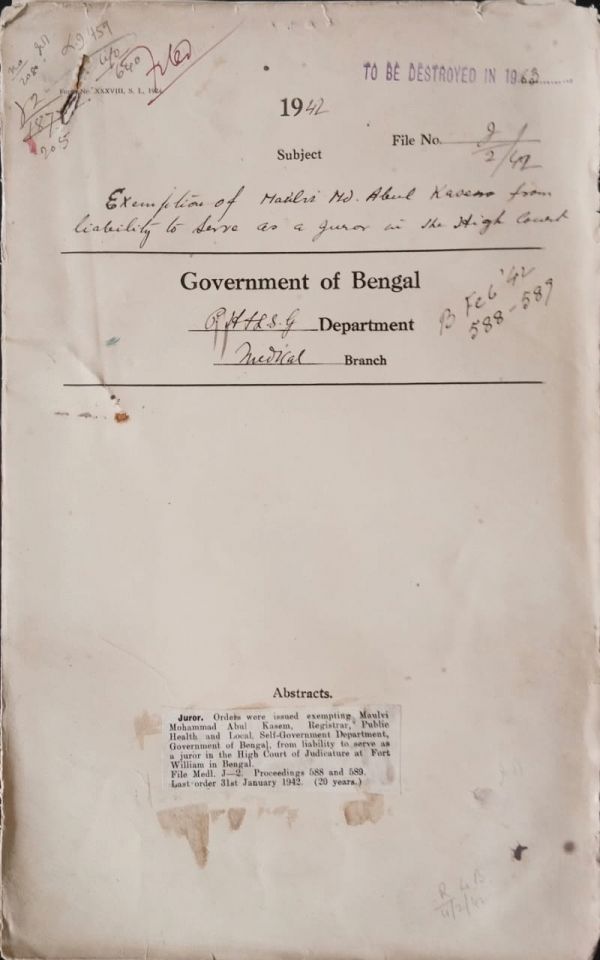 Filed
TO BE DESTROYED IN 1963
XXXVIII, S. I.,
1942
File No. J
2/42
Subject
Exemption of Maulvi Md. Abul Kasem from
liability to serve as a juror in the High Court
Government of Bengal
P H & L. S. G Department
Medical Branch
B Feb '42
588-589
Abstracts.
Juror. Orders were issued exempting Maulvi
Mohammad Abul Kasem, Registrar, Public
Health and Local Self-Government Department,
Government of Bengal, from liability to serve as
a juror in the High Court of Judicature at Fort
William in Bengal.
File Medl. J—2. Proceedings 588 and 589.
Last order 31st January 1942. (20 years.)